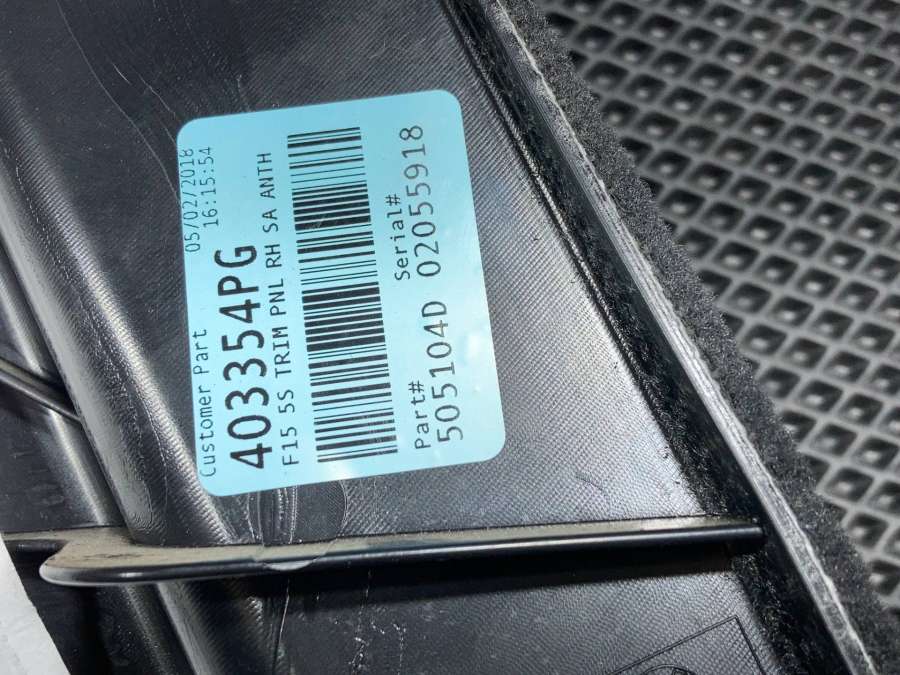 Customer Part 05/02/2018
16:15:54
403354PG
F15 5S TRIM PNL RH SA ANTH
Part# Serial#
505104D 02055918